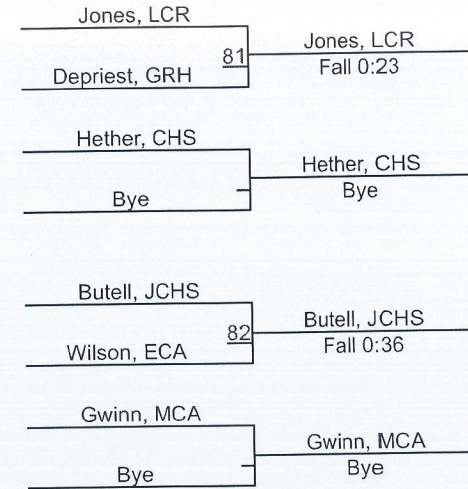 Jones, LCR
81
Depriest, GRH
Jones, LCR
Fall 0:23
Hether, CHS
Bye
Hether, CHS
Bye
Butell, JCHS
82
Wilson, ECA
Butell, JCHS
Fall 0:36
Gwinn, MCA
Bye
Gwinn, MCA
Bye